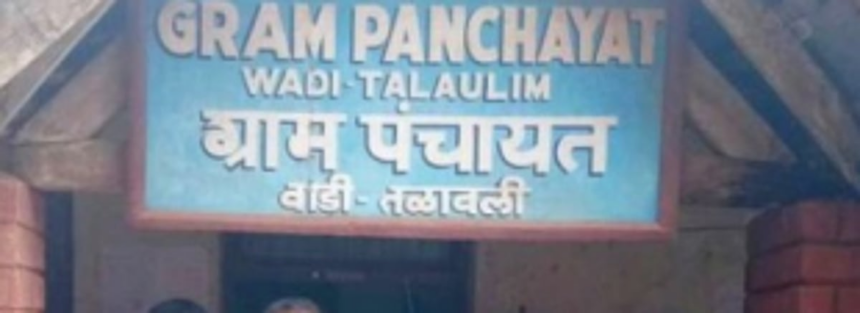 GRAM PANCHAYAT
WADI-TALAULIM
ग्राम पंचायत
वाडी - तळावली